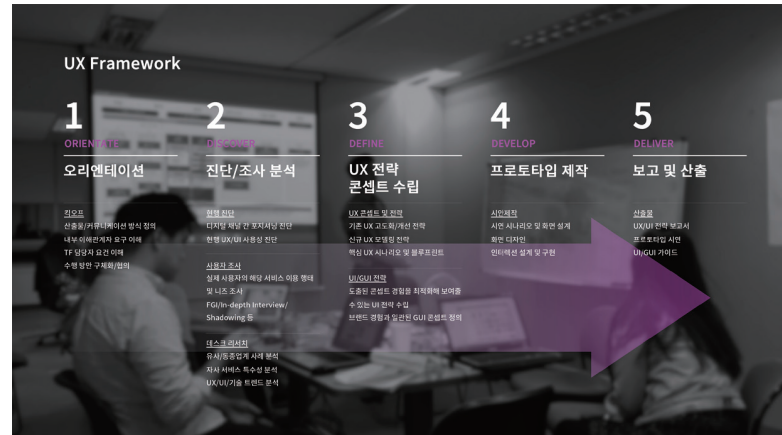 UX Framework
1
ORIENTATE
오리엔테이션
킥오프
산출물/커뮤니케이션 방식 정의
내부 이해관계자 요구 이해
TF 담당자 요건 이해
수행 방안 구체화/협의
2
DISCOVER
진단/조사 분석
현행 진단
디지털 채널 간 포지셔닝 진단
현행 UX/UI 사용성 진단
사용자 조사
실제 사용자의 해당 서비스 이용 행태
및 니즈 조사
FGI/In-depth Interview/
Shadowing 등
데스크 리서치
유사/동종업계 사례 분석
자사 서비스 특수성 분석
UX/UI/기술 트렌드 분석
3
DEFINE
UX 전략
콘셉트 수립
UX 콘셉트 및 전략
기존 UX 고도화/개선 전략
신규 UX 모델링 전략
핵심 UX 시나리오 및 블루프린트
UI/GUI 전략
도출된 콘셉트 경험을 최적화해 보여줄
수 있는 UI 전략 수립
브랜드 경험과 일관된 GUI 콘셉트 정의
4
DEVELOP
프로토타입 제작
시안제작
시연 시나리오 및 화면 설계
화면 디자인
인터랙션 설계 및 구현
5
DELIVER
보고 및 산출
산출물
UX/UI 전략 보고서
프로토타입 시연
UI/GUI 가이드